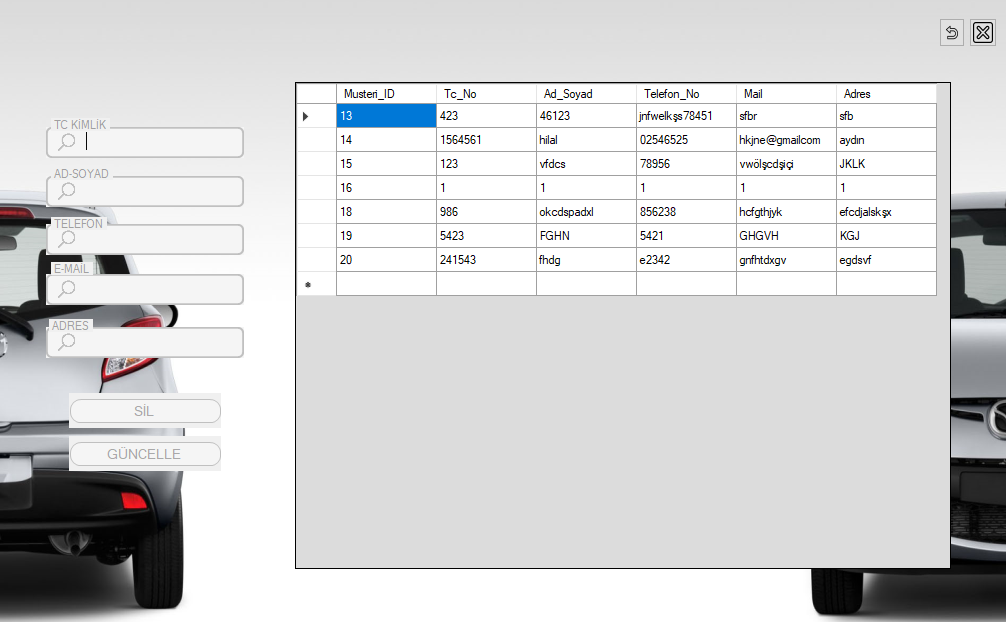 TC KİMLİK
AD-SOYAD
TELEFON
E-MAİL
ADRES
SİL
GÜNCELLE
Musteri_ID Tc_No Ad_Soyad Telefon_No Mail Adres
13 423 46123 jnfwelkşs78451 sfbr sfb
14 1564561 hilal 02546525 hkjne@gmailcom aydın
15 123 vfdcs 78956 vwölşcdşiçi JKLK
16 1 1 1 1 1
18 986 okcdspadxl 856238 hcfgthjyk efcdjalskşx
19 5423 FGHN 5421 GHGVH KGJ
20 241543 fhdg e2342 gnfhtdxgv egdsvf